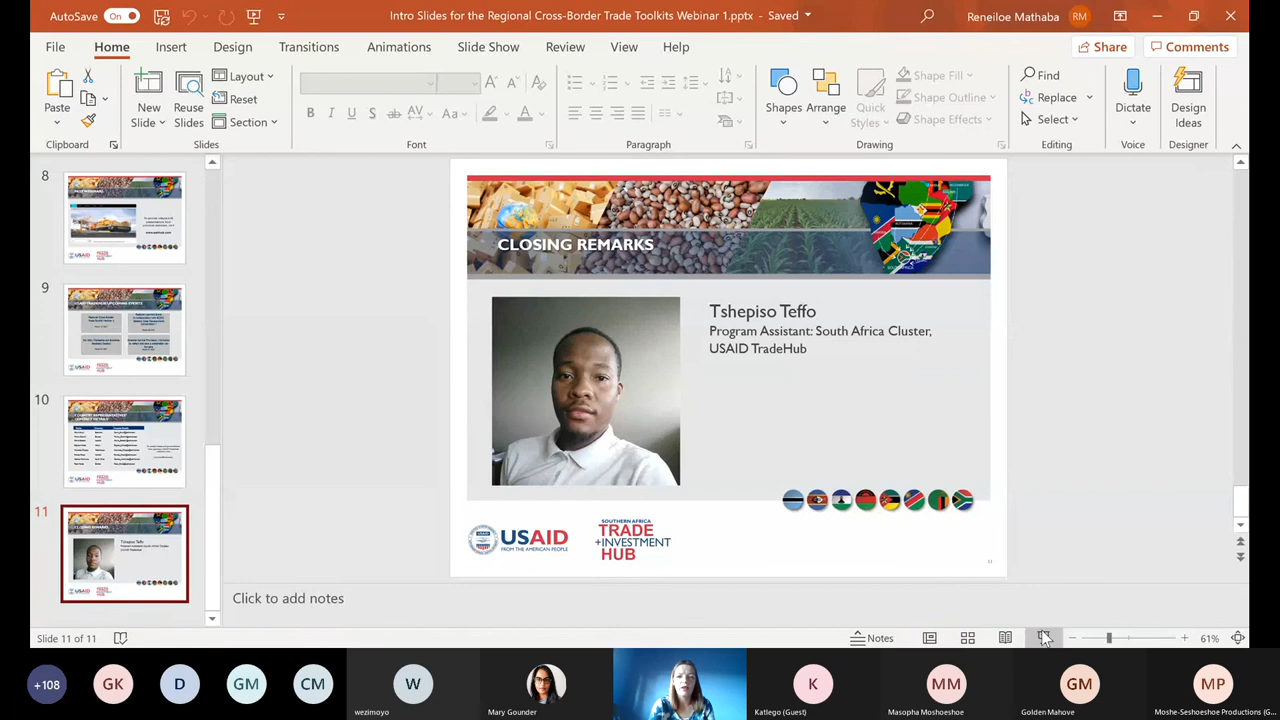 AutoSave
On
Intro Slides for the Regional Cross-Border Trade Toolkits Webinar 1.pptx - Saved
Reneiloe Mathaba
RM
File Home Insert Design Transitions Animations Slide Show Review View Help
Share
Comments
Paste
New
Slide
Reuse
Slides
Layout
Reset
Section
Shapes
Arrange
Quick
Styles
Shape Fill
Shape Outline
Shape Effects
Find
Replace
Select
Dictate
Design
Ideas
Clipboard
Slides
Font
Paragraph
Drawing
Editing
Voice
Designer
8
9
10
11
CLOSING REMARKS
Tshepiso Teffo
Program Assistant: South Africa Cluster,
USAID TradeHub
USAID
FROM THE AMERICAN PEOPLE
SOUTHERN AFRICA
TRADE
+INVESTMENT
HUB
11
Click to add notes
Slide 11 of 11
Notes
61%
+108
GK
D
GM
CM
W
wezimoyo
Mary Gounder
K
Katlego (Guest)
MM
Masopha Moshoeshoe
GM
Golden Mahove
MP
Moshe-Seshoeshoe Productions (G...